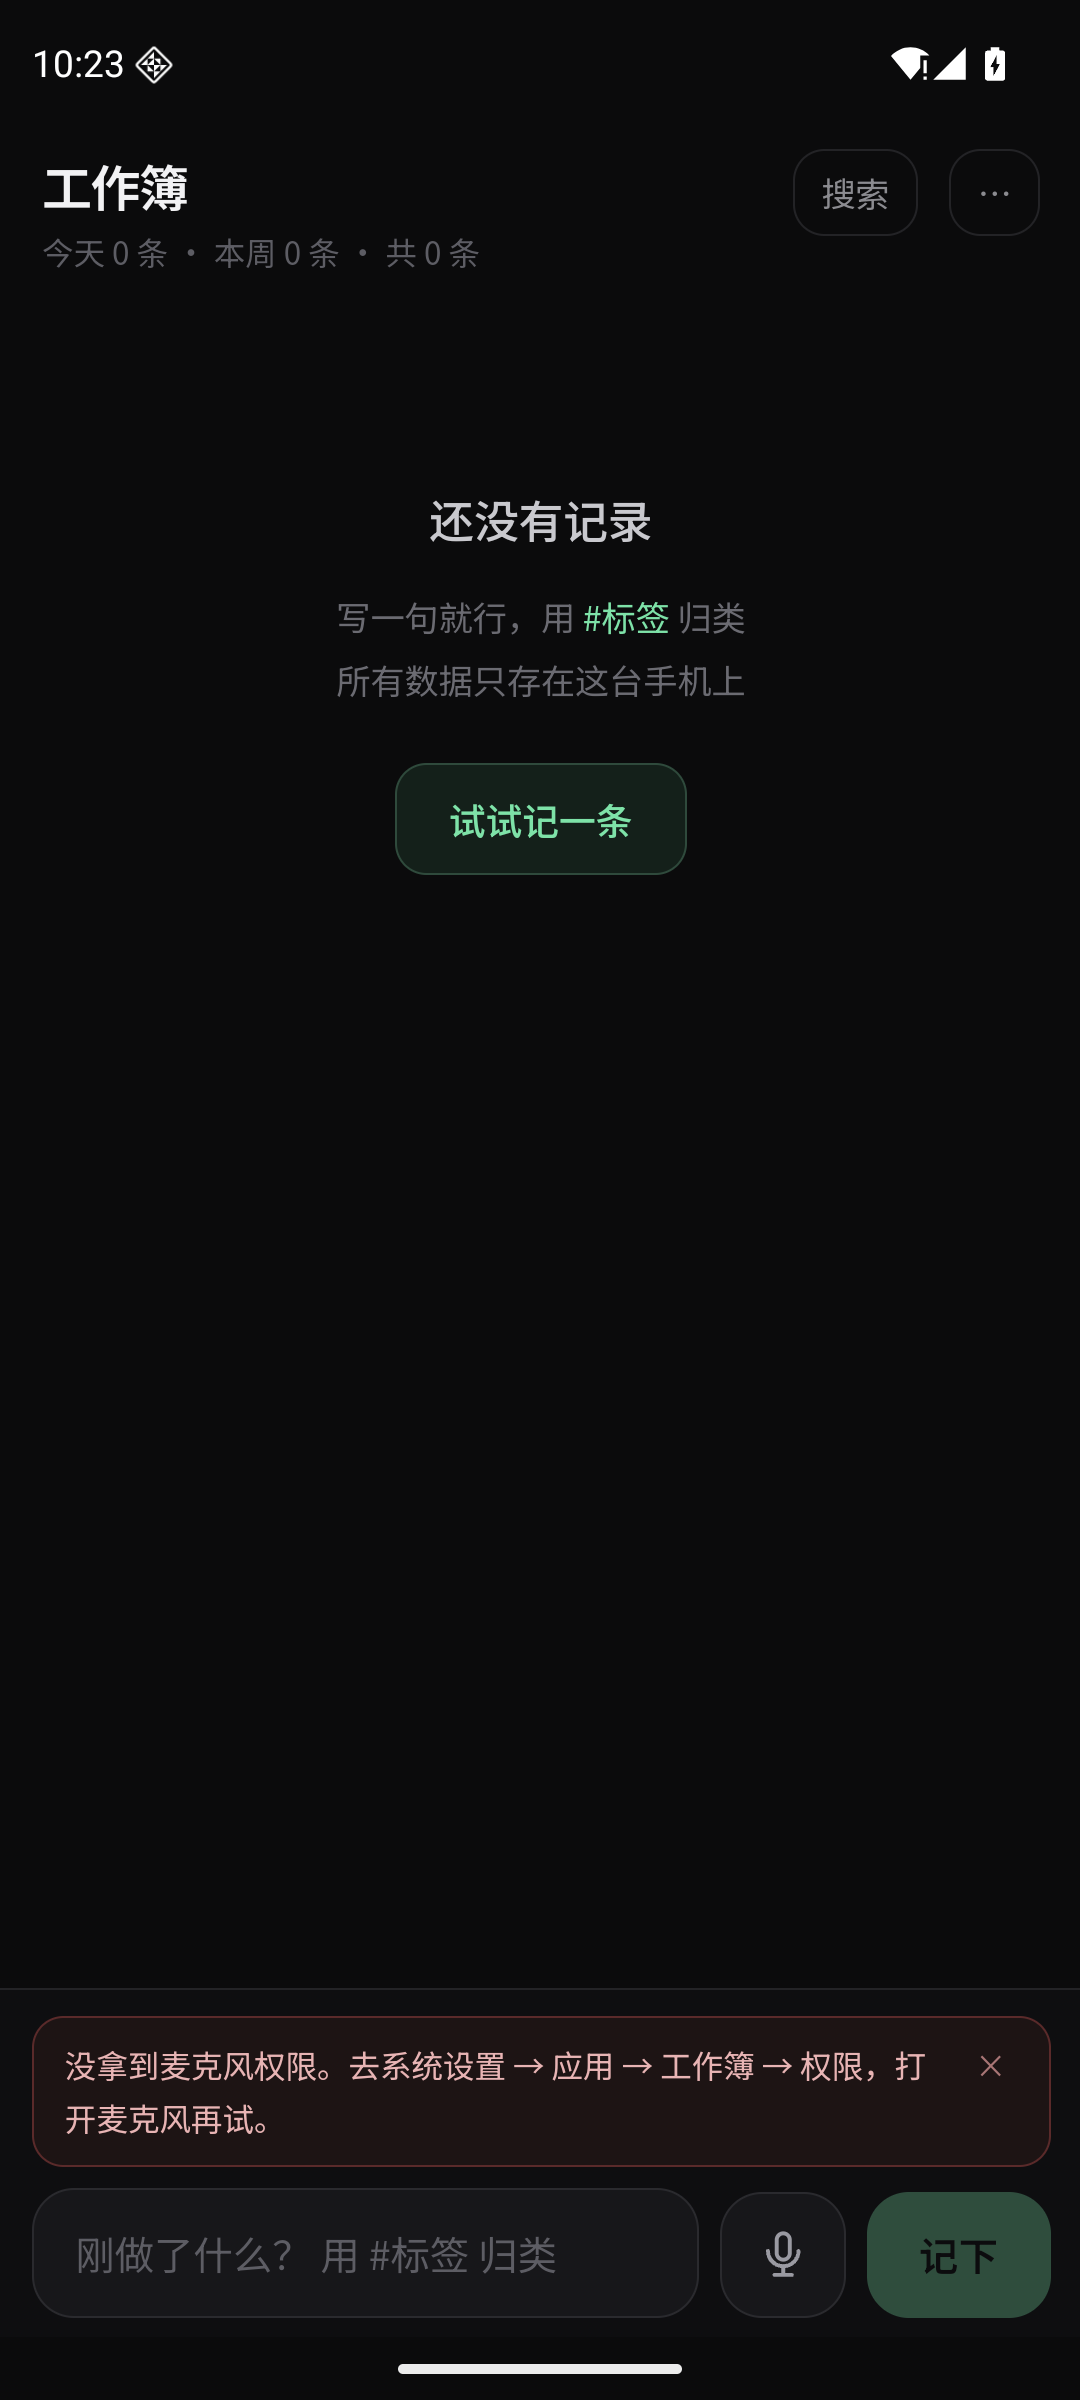 10:23
工作簿
搜索
···
今天 0 条 · 本周 0 条 · 共 0 条
还没有记录
写一句就行，用 #标签 归类
所有数据只存在这台手机上
试试记一条
没拿到麦克风权限。去系统设置 → 应用 → 工作簿 → 权限，打
开麦克风再试。
刚做了什么？ 用 #标签 归类
记下